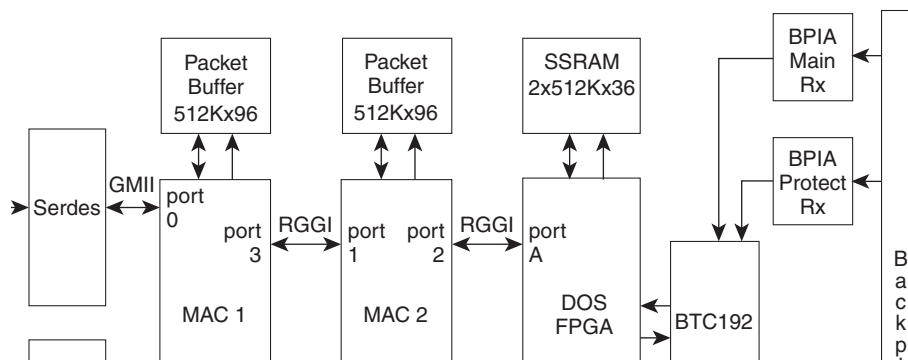 Packet
Buffer
512Kx96
Packet
Buffer
512Kx96
SSRAM
2x512Kx36
BPIA
Main
Rx
BPIA
Protect
Rx
Serdes
GMII
port
0
port
3
MAC 1
RGGI
port
1
port
2
MAC 2
RGGI
port
A
DOS
FPGA
BTC192
B
a
c
k
p